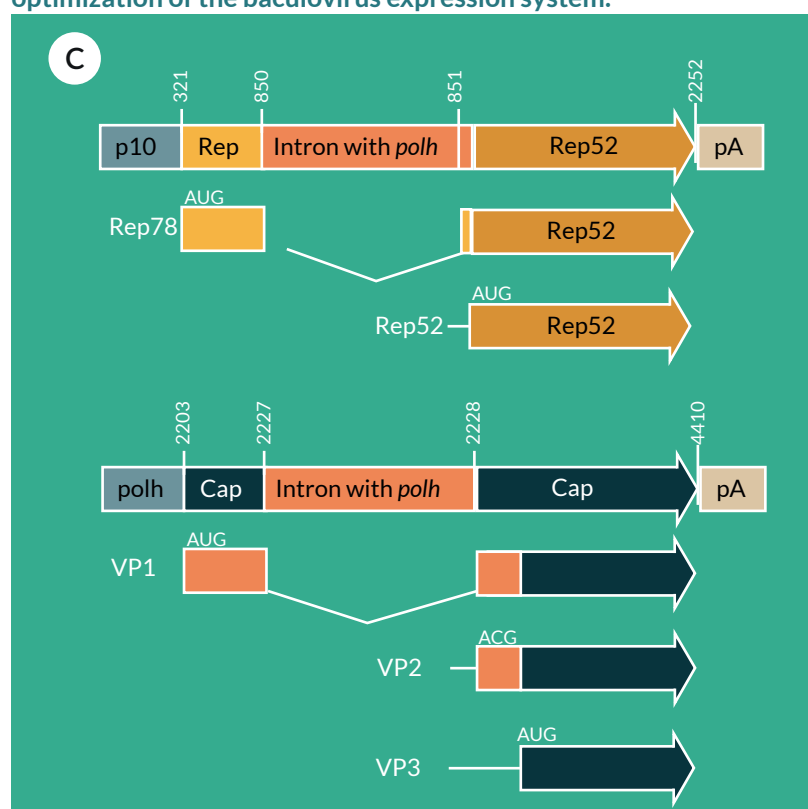 optimization of the baculovirus expression system.
C
321 850 851 2252
p10 Rep Intron with polh Rep52 pA
AUG
Rep78 Rep52
AUG
Rep52 Rep52
2203 2227 2228 4410
polh Cap Intron with polh Cap pA
AUG
VP1
ACG
VP2
AUG
VP3